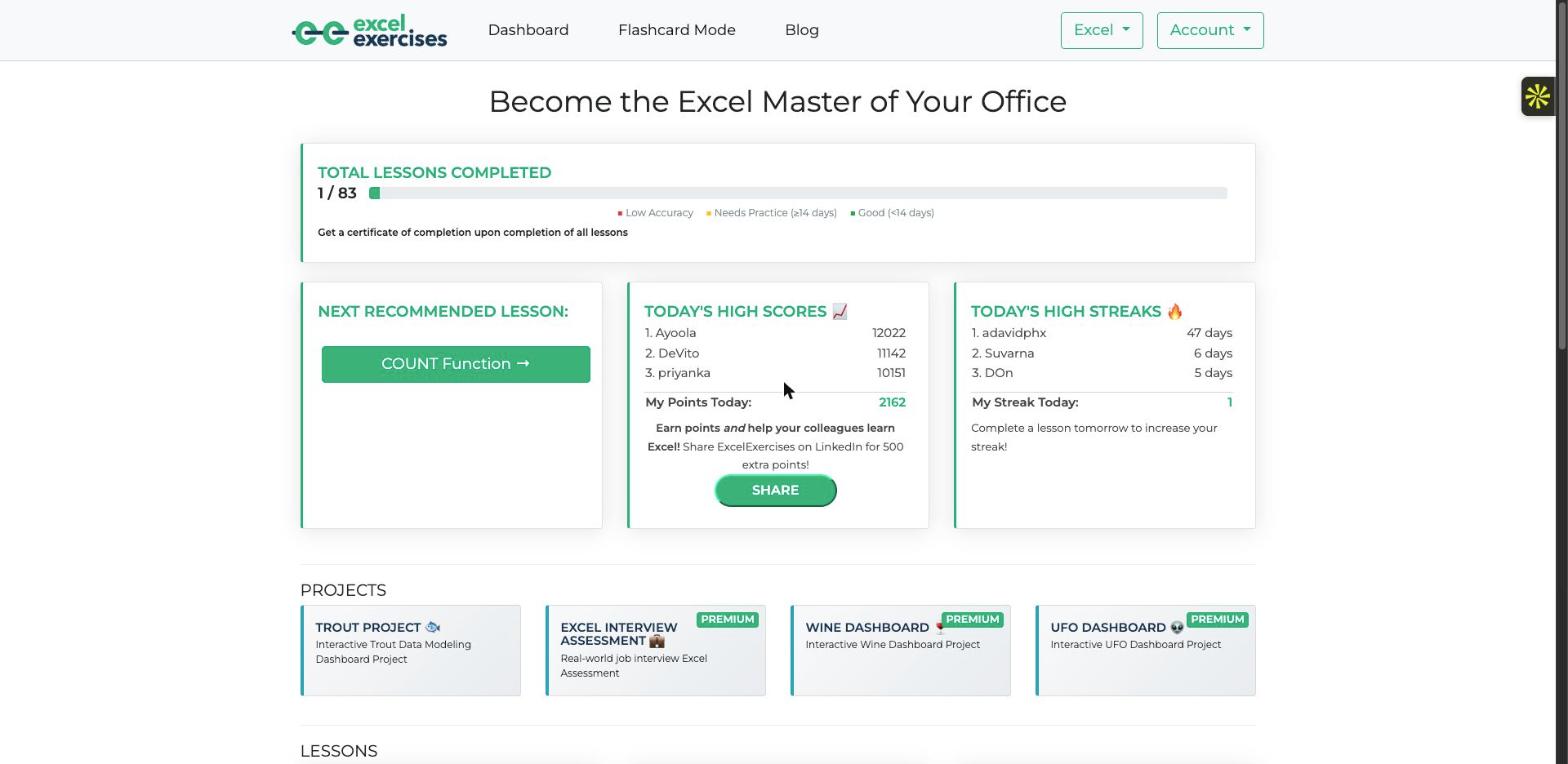 excel
exercises
Dashboard
Flashcard Mode
Blog
Excel
Account
Become the Excel Master of Your Office
TOTAL LESSONS COMPLETED
1 / 83
Low Accuracy Needs Practice (≥14 days) Good (<14 days)
Get a certificate of completion upon completion of all lessons
NEXT RECOMMENDED LESSON:
COUNT Function →
TODAY'S HIGH SCORES 📈
1. Ayoola 12022
2. DeVito 11142
3. priyanka 10151
My Points Today: 2162
Earn points and help your colleagues learn
Excel! Share ExcelExercises on LinkedIn for 500
extra points!
SHARE
TODAY'S HIGH STREAKS 🔥
1. adavidphx 47 days
2. Suvarna 6 days
3. DOn 5 days
My Streak Today: 1
Complete a lesson tomorrow to increase your
streak!
PROJECTS
TROUT PROJECT 🐟
Interactive Trout Data Modeling
Dashboard Project
PREMIUM
EXCEL INTERVIEW
ASSESSMENT 💼
Real-world job interview Excel
Assessment
PREMIUM
WINE DASHBOARD 🍷
Interactive Wine Dashboard Project
PREMIUM
UFO DASHBOARD 👽
Interactive UFO Dashboard Project
LESSONS